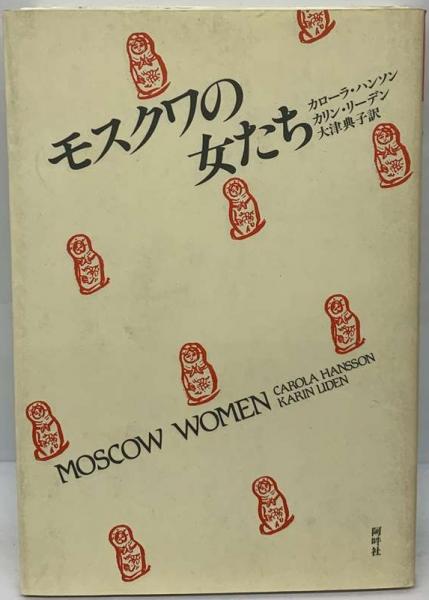 モスクワの
女たち
カローラ・ハンソン
カリン・リーデン
大津典子訳
MOSCOW WOMEN
CAROLA HANSSON
KARIN LIDEN
阿吽社